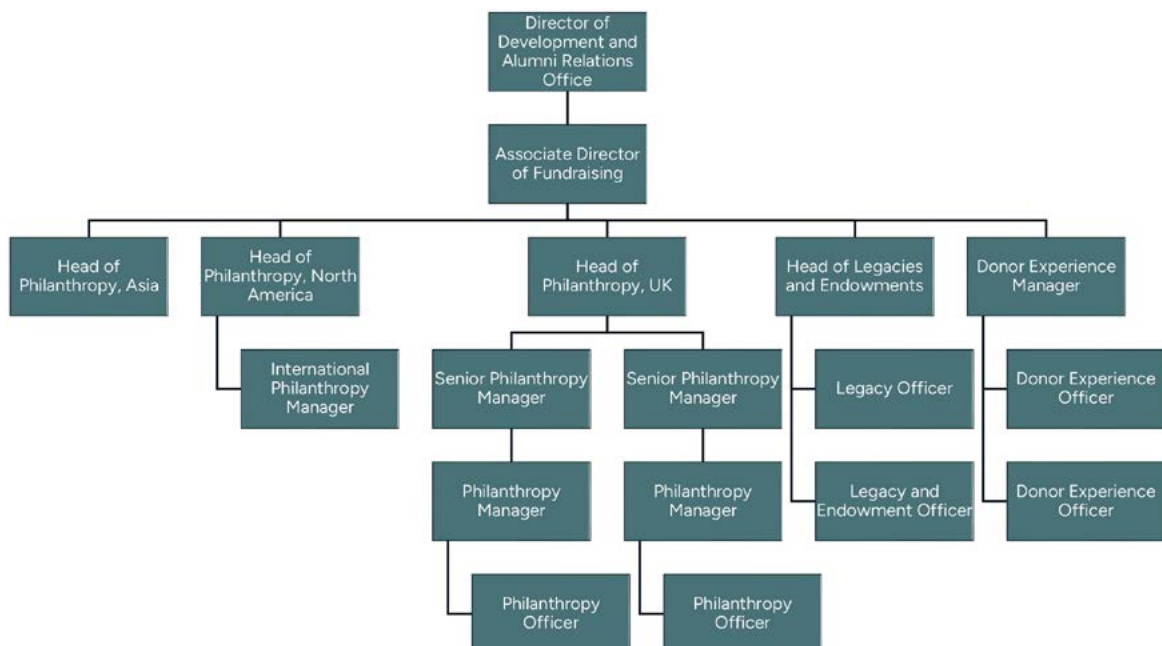 Director of
Development and
Alumni Relations
Office
Associate Director
of Fundraising
Head of
Philanthropy, Asia
Head of
Philanthropy, North
America
Head of
Philanthropy, UK
Head of Legacies
and Endowments
Donor Experience
Manager
International
Philanthropy
Manager
Senior Philanthropy
Manager
Senior Philanthropy
Manager
Legacy Officer
Donor Experience
Officer
Philanthropy
Manager
Philanthropy
Manager
Legacy and
Endowment Officer
Donor Experience
Officer
Philanthropy
Officer
Philanthropy
Officer